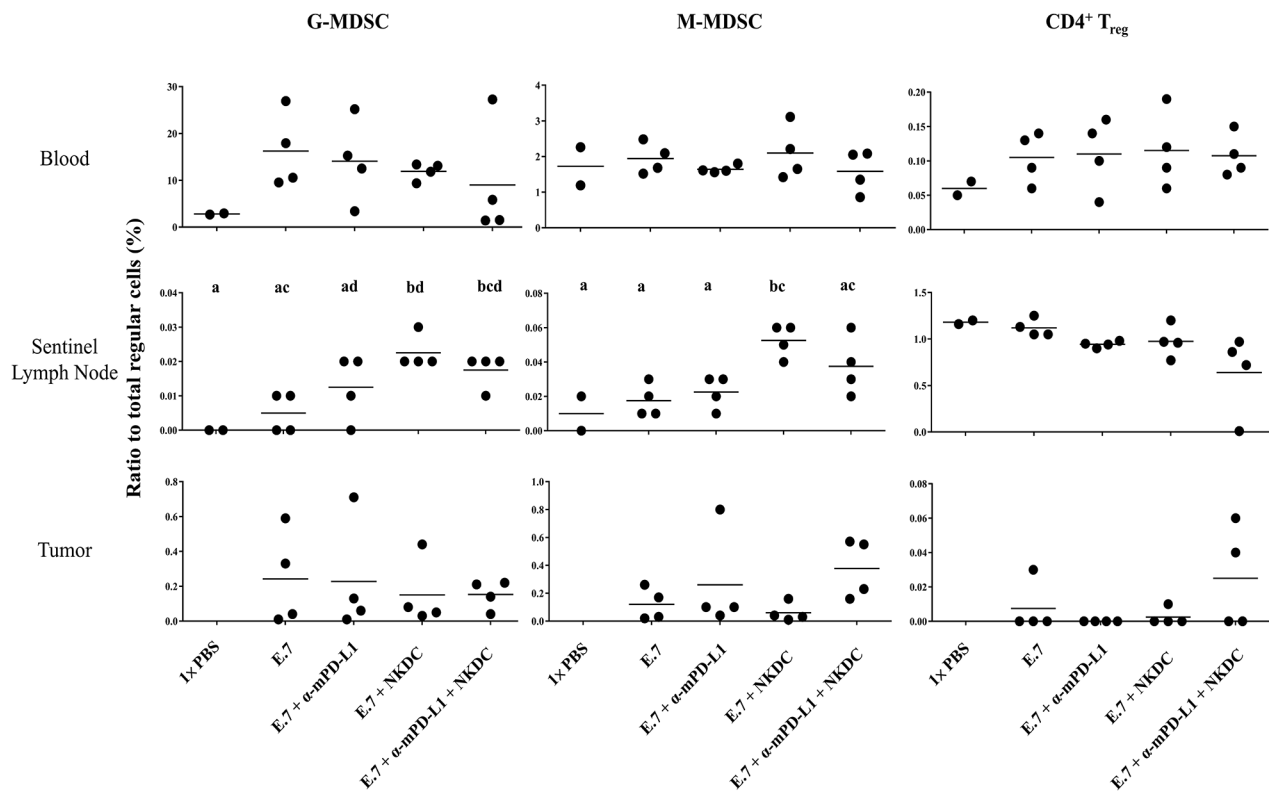 G-MDSC
M-MDSC
CD4⁺ Treg
Blood
Sentinel
Lymph Node
Tumor
Ratio to total regular cells (%)
30
20
10
0
4
3
2
1
0
0.20
0.15
0.10
0.05
0.00
0.04
0.03
0.02
0.01
0.00
a
ac
ad
bd
bcd
0.08
0.06
0.04
0.02
0.00
a
a
a
bc
ac
1.5
1.0
0.5
0.0
0.8
0.6
0.4
0.2
0.0
1.0
0.8
0.6
0.4
0.2
0.0
0.08
0.06
0.04
0.02
0.00
1× PBS
E.7
E.7 + α-mPD-L1
E.7 + NKDC
E.7 + α-mPD-L1 + NKDC
1× PBS
E.7
E.7 + α-mPD-L1
E.7 + NKDC
E.7 + α-mPD-L1 + NKDC
1× PBS
E.7
E.7 + α-mPD-L1
E.7 + NKDC
E.7 + α-mPD-L1 + NKDC